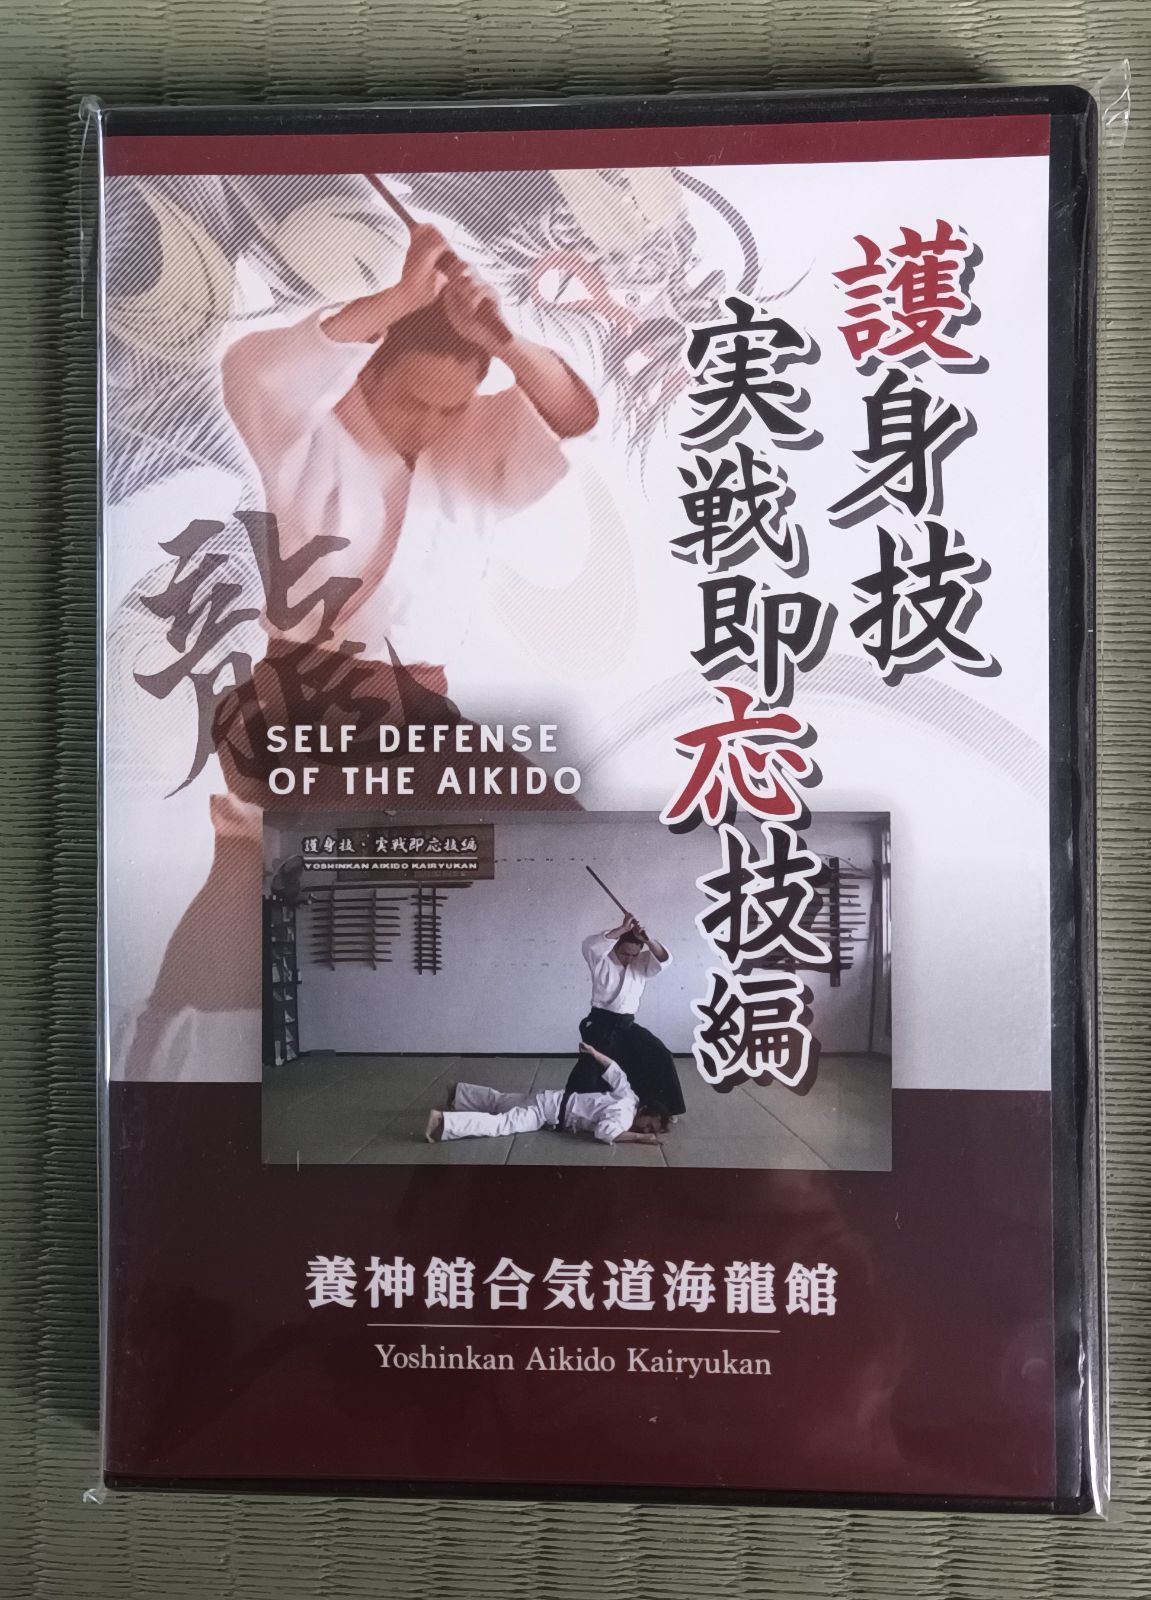 護身技
実戦即応技編
龍
SELF DEFENSE
OF THE AIKIDO
護身技・実戦即応技編
YOSHINKAN AIKIDO KAIRYUKAN
養神館合気道海龍館
Yoshinkan Aikido Kairyukan